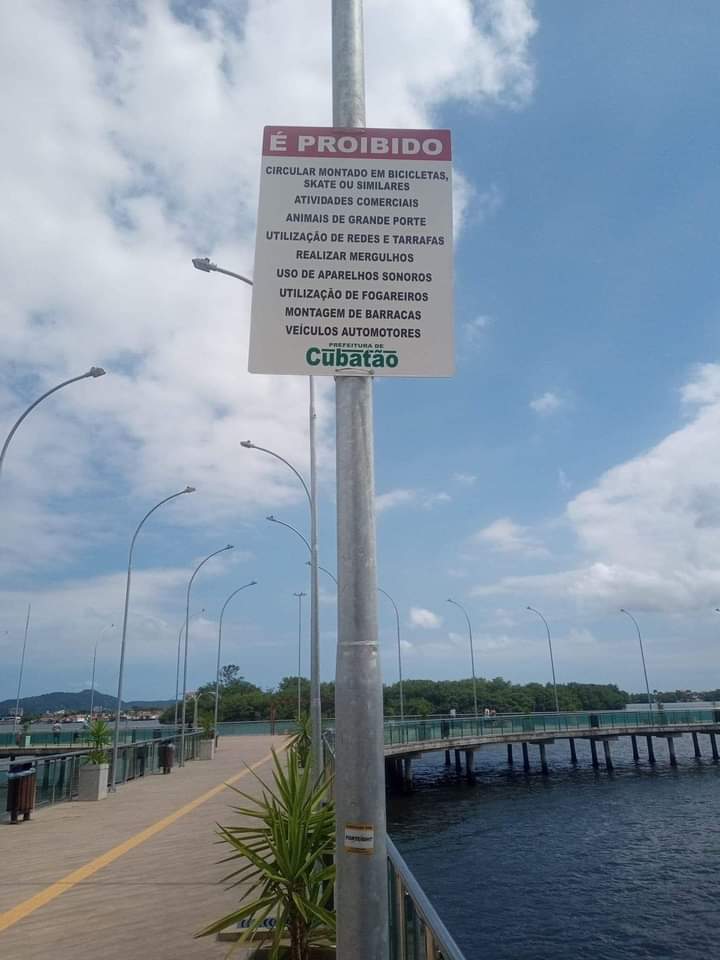 É PROIBIDO
CIRCULAR MONTADO EM BICICLETAS,
SKATE OU SIMILARES
ATIVIDADES COMERCIAIS
ANIMAIS DE GRANDE PORTE
UTILIZAÇÃO DE REDES E TARRAFAS
REALIZAR MERGULHOS
USO DE APARELHOS SONOROS
UTILIZAÇÃO DE FOGAREIROS
MONTAGEM DE BARRACAS
VEÍCULOS AUTOMOTORES
PREFEITURA DE
Cubatão